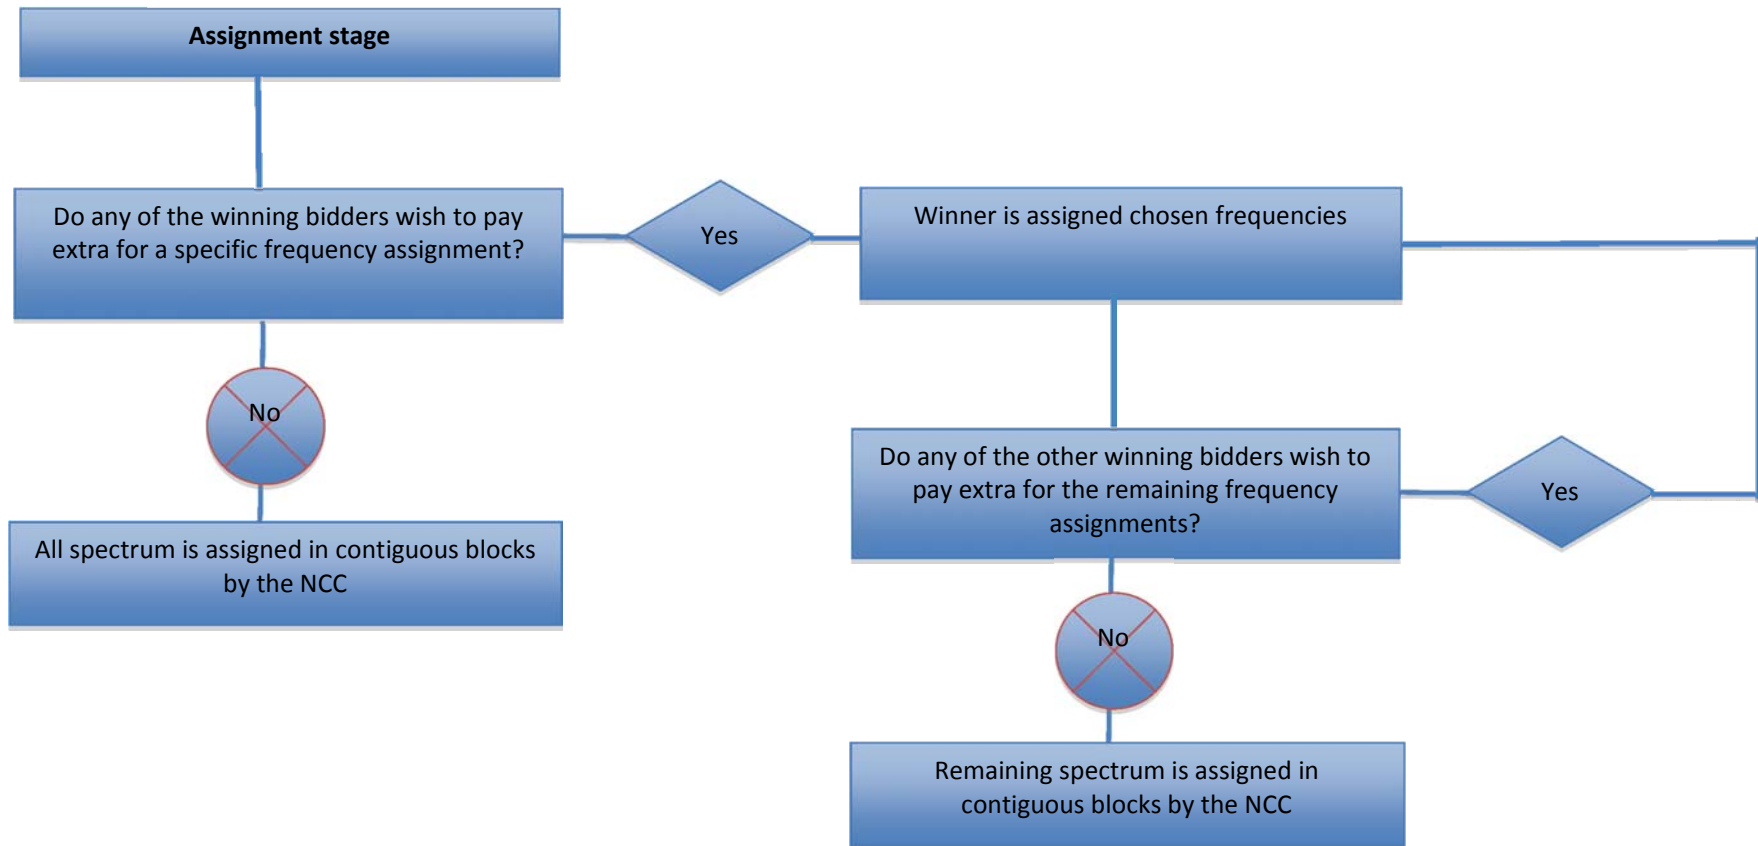 Assignment stage
Do any of the winning bidders wish to pay
extra for a specific frequency assignment?
Yes
Winner is assigned chosen frequencies
No
All spectrum is assigned in contiguous blocks
by the NCC
Do any of the other winning bidders wish to
pay extra for the remaining frequency
assignments?
Yes
No
Remaining spectrum is assigned in
contiguous blocks by the NCC